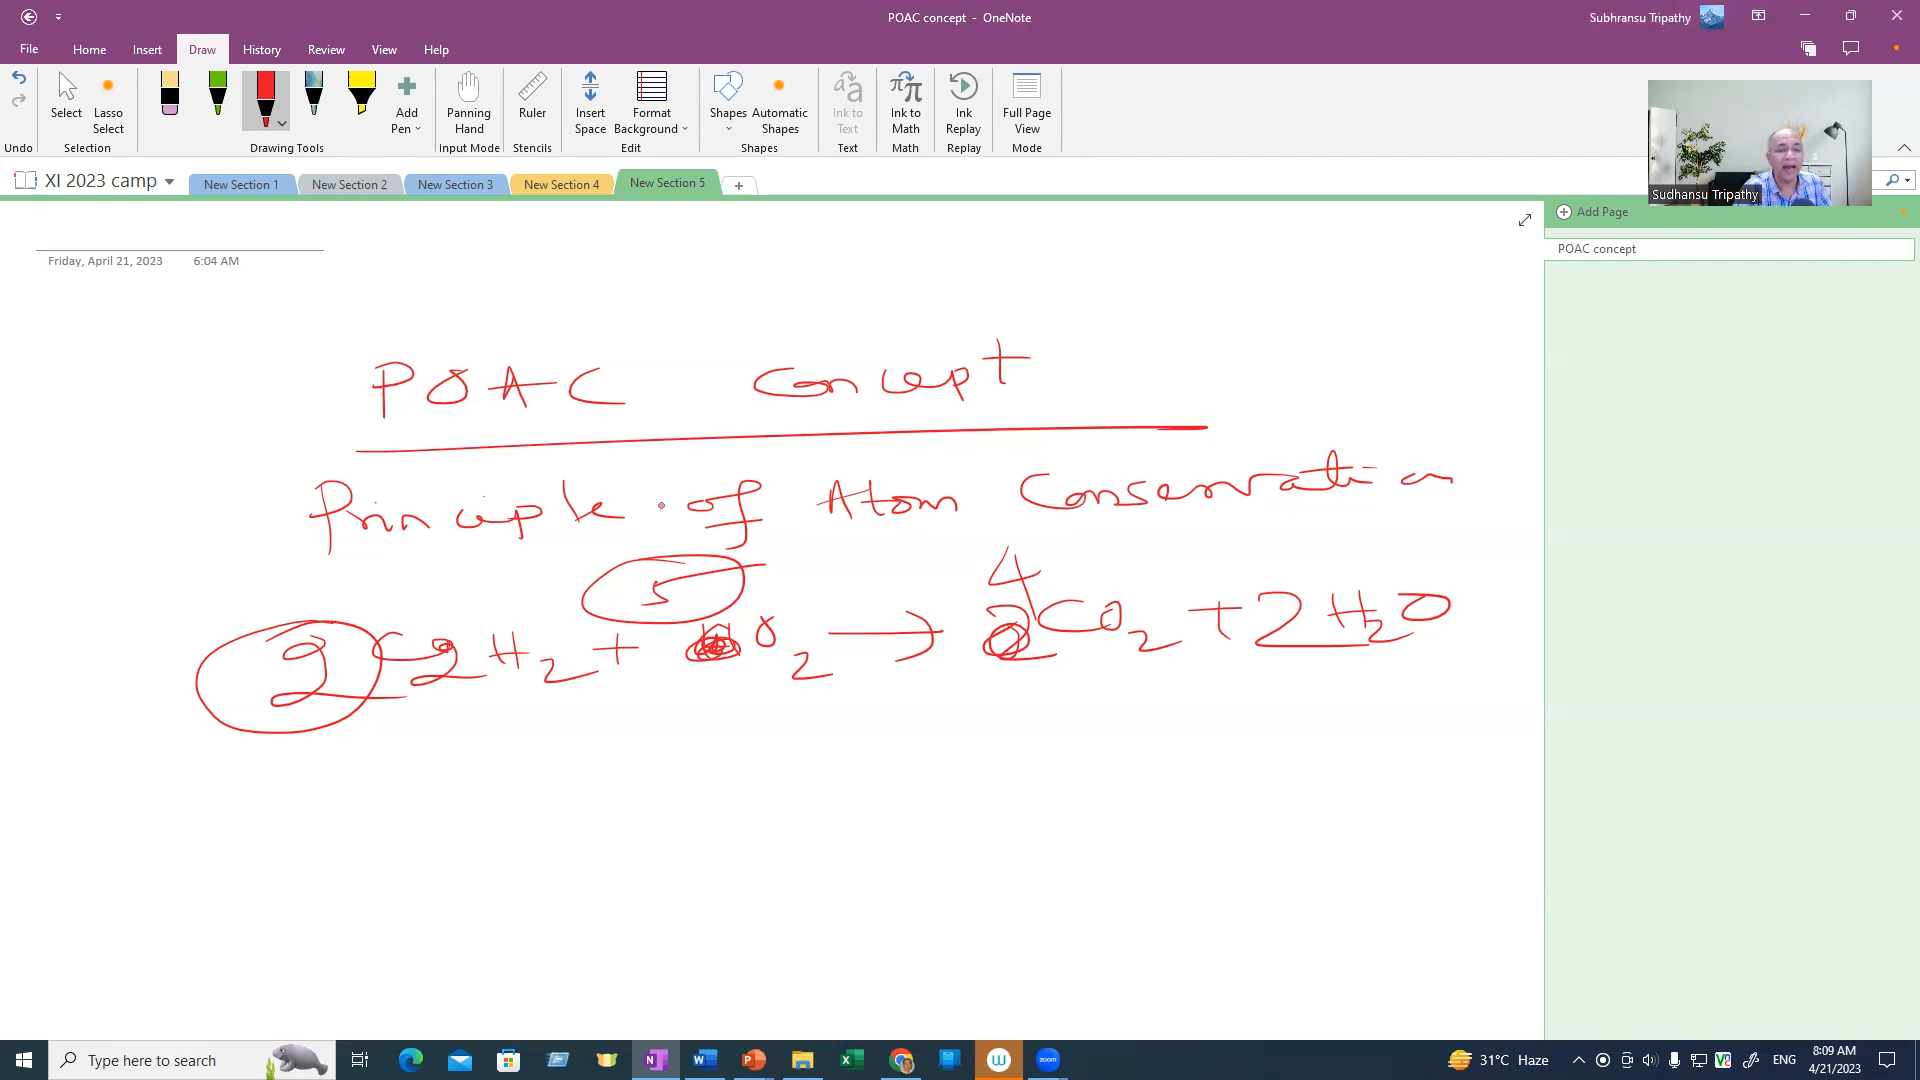 POAC concept - OneNote
Subhransu Tripathy
File Home Insert Draw History Review View Help
Undo
Select
Lasso Select
Selection
Add Pen
Drawing Tools
Panning Hand
Input Mode
Ruler
Stencils
Insert Space
Format Background
Edit
Shapes
Automatic Shapes
Shapes
Ink to Text
Text
Ink to Math
Math
Ink Replay
Replay
Full Page View
Mode
Sudhansu Tripathy
XI 2023 camp
New Section 1 New Section 2 New Section 3 New Section 4 New Section 5
Add Page
POAC concept
Friday, April 21, 2023 6:04 AM
POAC Concept
Principle of Atom Conservation
5 4
2 C2H2 + O2 → CO2 + 2 H2O
Type here to search
31°C Haze
ENG
8:09 AM
4/21/2023